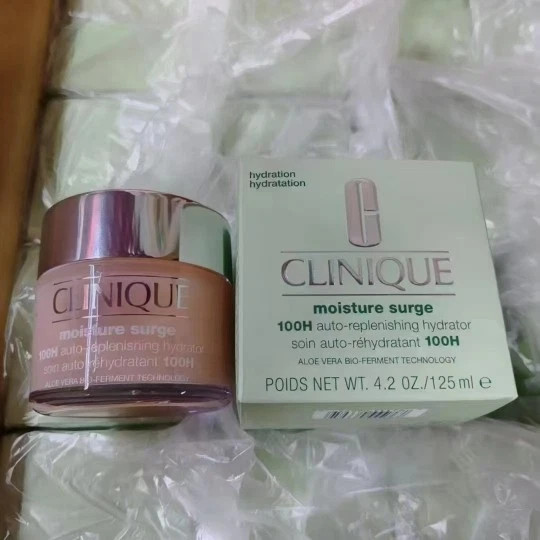 CLINIQUE
moisture surge
100H auto-replenishing hydrator
soin auto-réhydratant 100H
ALOE VERA BIO-FERMENT TECHNOLOGY
hydration
hydratation
CLINIQUE
moisture surge
100H auto-replenishing hydrator
soin auto-réhydratant 100H
ALOE VERA BIO-FERMENT TECHNOLOGY
POIDS NET WT. 4.2 OZ./125 ml ℮